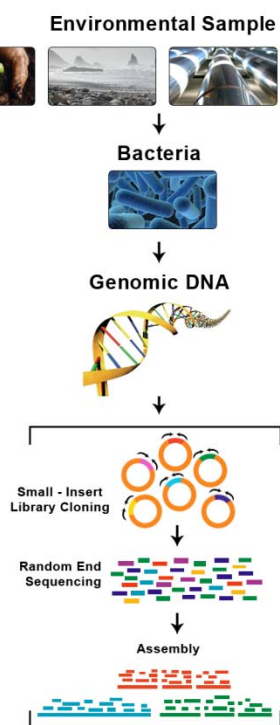 Environmental Sample
Bacteria
Genomic DNA
Small - Insert
Library Cloning
Random End
Sequencing
Assembly